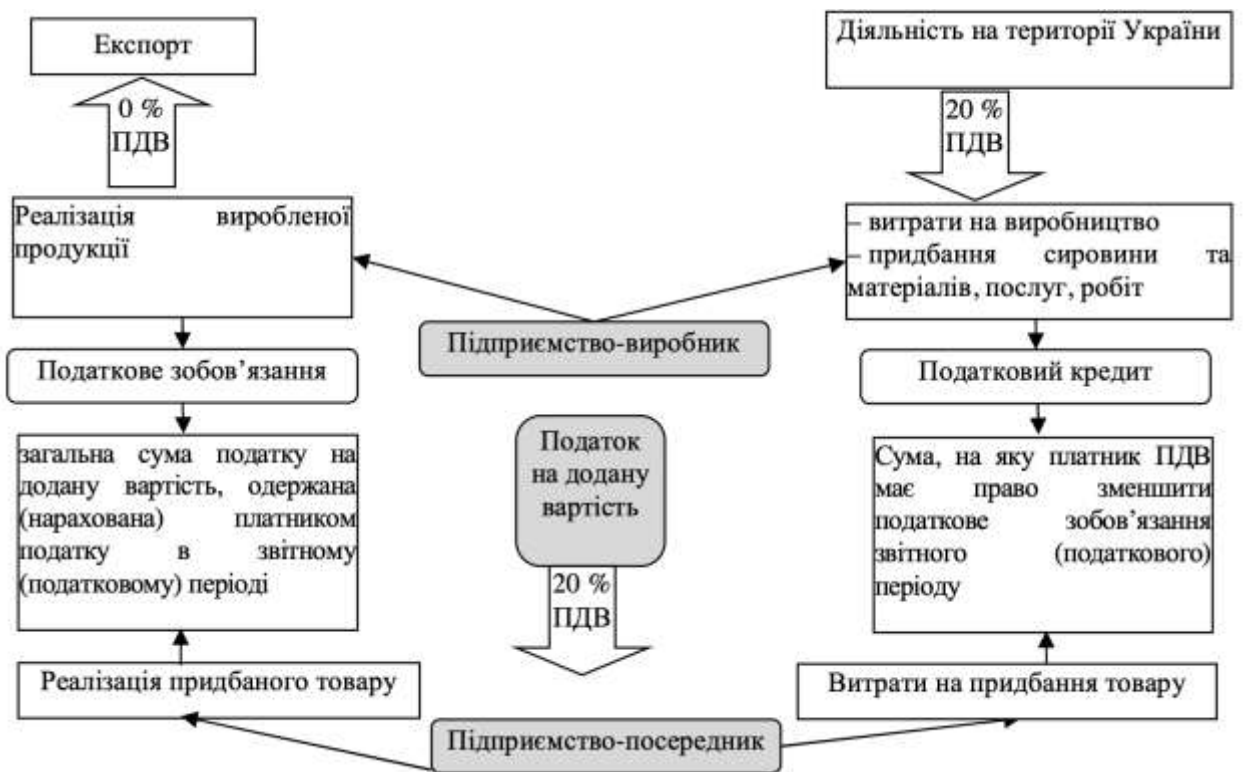 Експорт
Діяльність на території України
0 %
ПДВ
20 %
ПДВ
Реалізація виробленої
продукції
– витрати на виробництво
– придбання сировини та
матеріалів, послуг, робіт
Підприємство-виробник
Податкове зобов’язання
Податковий кредит
Податок
на додану
вартість
загальна сума податку на
додану вартість, одержана
(нарахована) платником
податку в звітному
(податковому) періоді
Сума, на яку платник ПДВ
має право зменшити
податкове зобов’язання
звітного (податкового)
періоду
20 %
ПДВ
Реалізація придбаного товару
Витрати на придбання товару
Підприємство-посередник